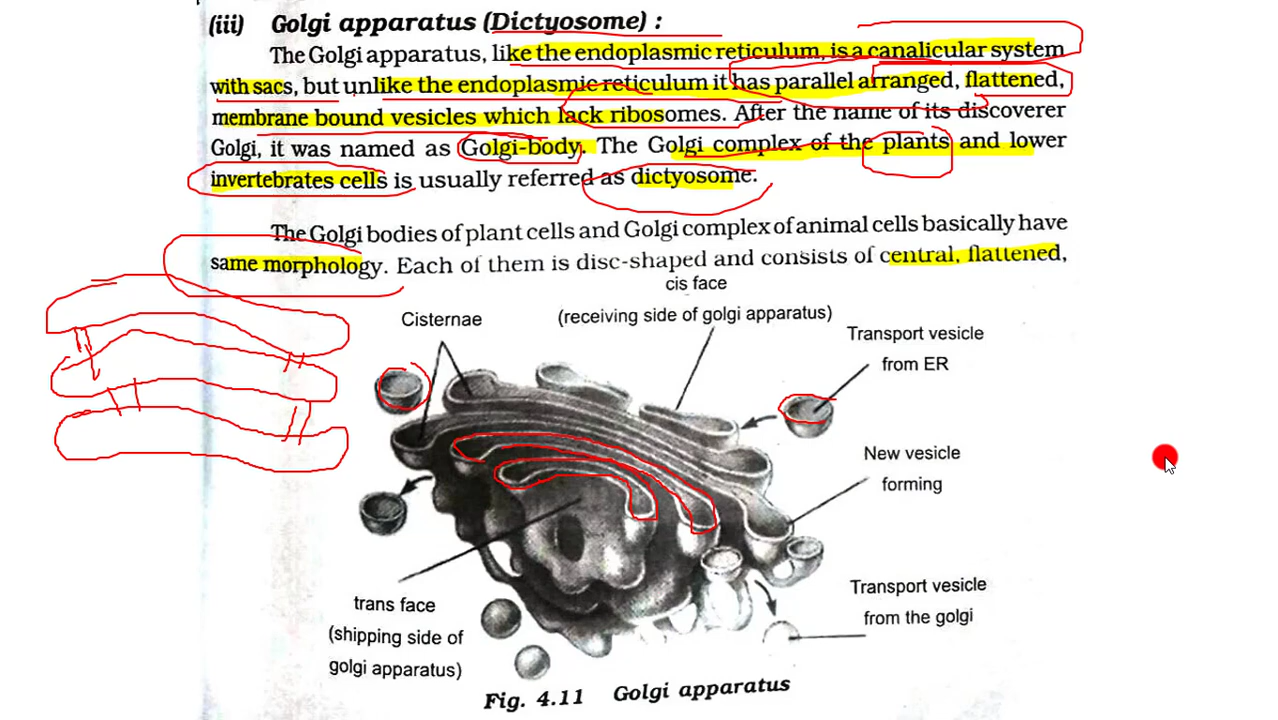 (iii) Golgi apparatus (Dictyosome) :
The Golgi apparatus, like the endoplasmic reticulum, is a canalicular system
with sacs, but unlike the endoplasmic reticulum it has parallel arranged, flattened,
membrane bound vesicles which lack ribosomes. After the name of its discoverer
Golgi, it was named as Golgi-body. The Golgi complex of the plants and lower
invertebrates cells is usually referred as dictyosome.
The Golgi bodies of plant cells and Golgi complex of animal cells basically have
same morphology. Each of them is disc-shaped and consists of central, flattened,
cis face
(receiving side of golgi apparatus)
Cisternae
Transport vesicle
from ER
New vesicle
forming
Transport vesicle
from the golgi
trans face
(shipping side of
golgi apparatus)
Fig. 4.11 Golgi apparatus